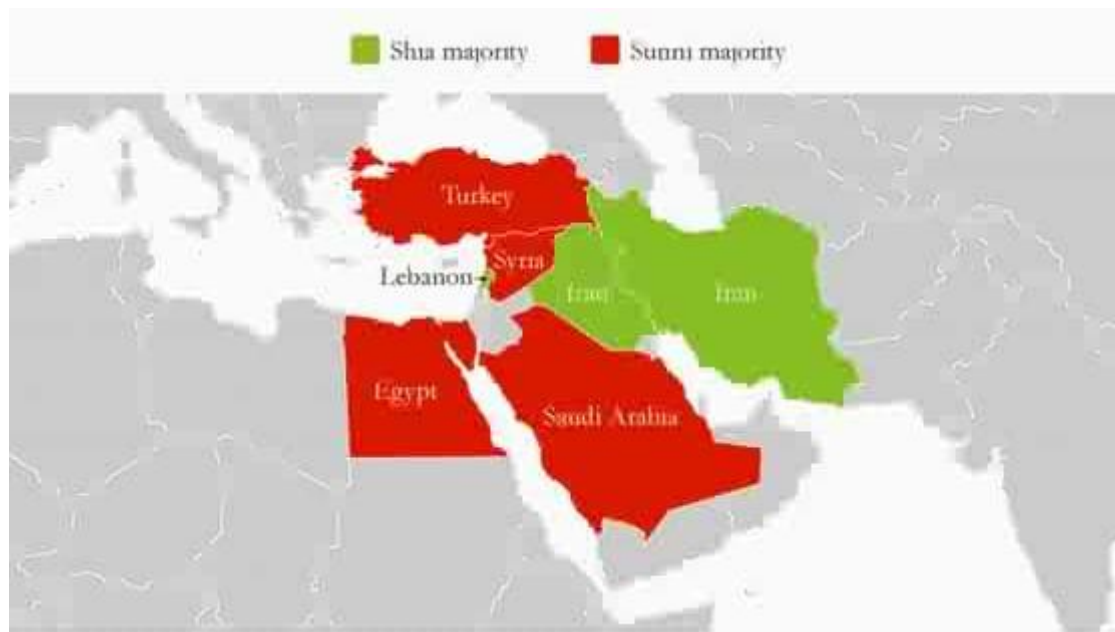 Shia majority
Sunni majority
Turkey
Syria
Lebanon
Iraq
Iran
Egypt
Saudi Arabia